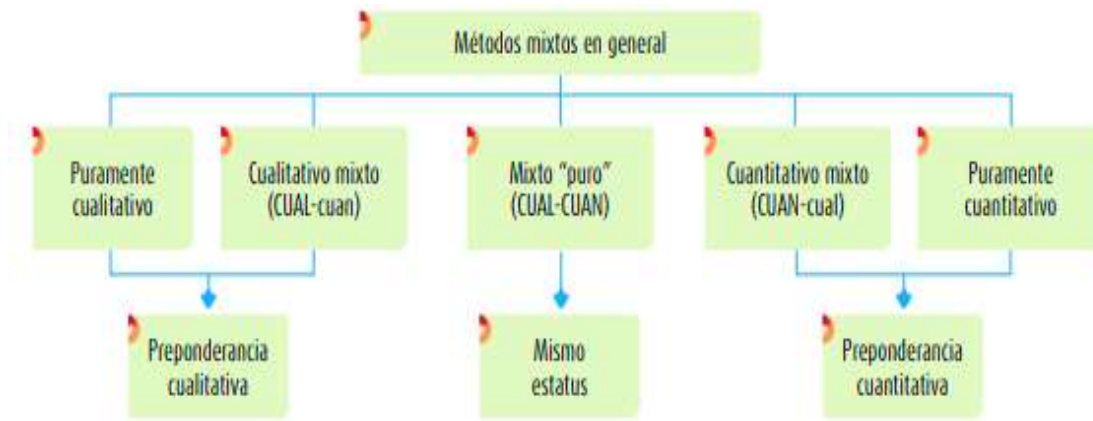 Métodos mixtos en general
Puramente
cualitativo
Cualitativo mixto
(CUAL-cuan)
Mixto “puro”
(CUAL-CUAN)
Cuantitativo mixto
(CUAN-cual)
Puramente
cuantitativo
Preponderancia
cualitativa
Mismo
estatus
Preponderancia
cuantitativa